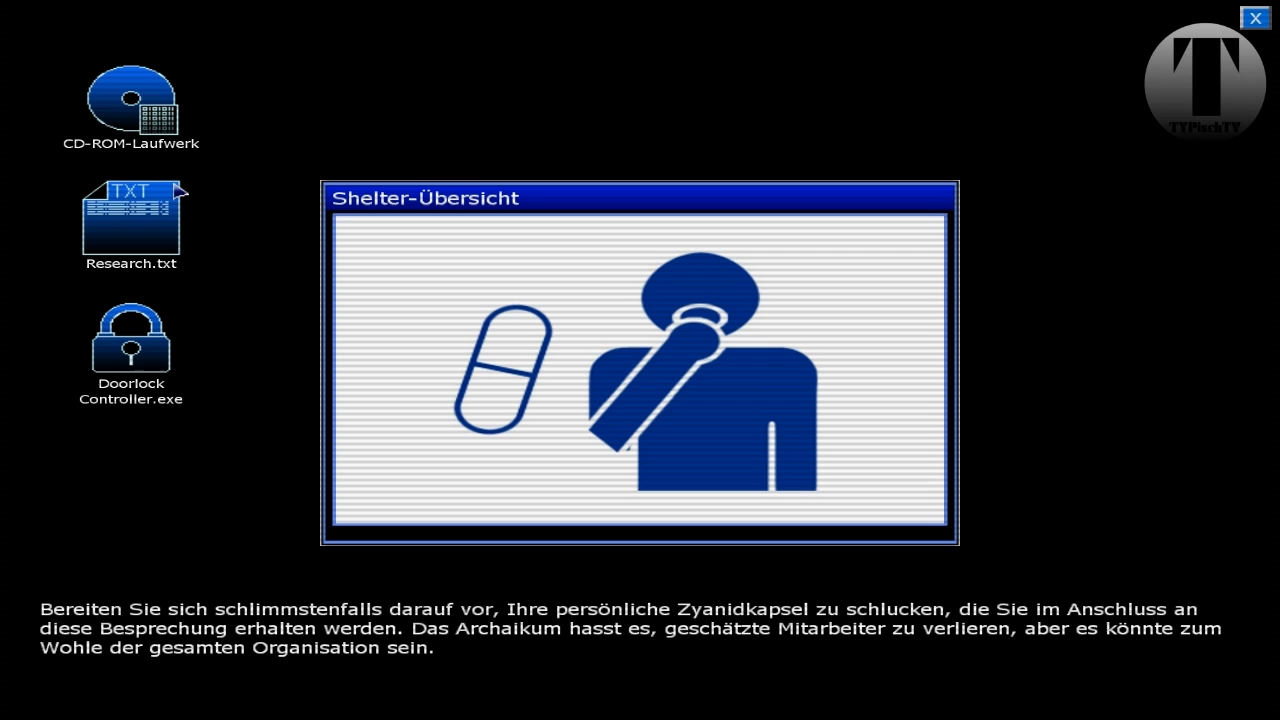 X
T
TYPischTV
CD-ROM-Laufwerk
TXT
Research.txt
Shelter-Übersicht
Doorlock
Controller.exe
Bereiten Sie sich schlimmstenfalls darauf vor, Ihre persönliche Zyanidkapsel zu schlucken, die Sie im Anschluss an
diese Besprechung erhalten werden. Das Archaikum hasst es, geschätzte Mitarbeiter zu verlieren, aber es könnte zum
Wohle der gesamten Organisation sein.